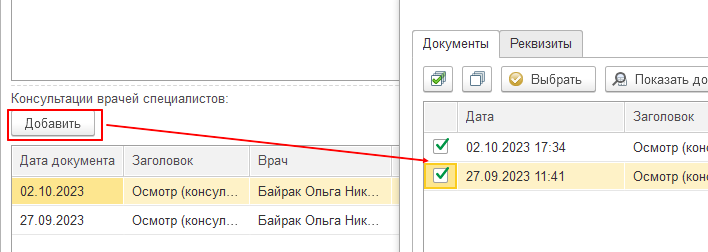 Консультации врачей специалистов:
Добавить
Дата документа Заголовок Врач
02.10.2023 Осмотр (консул... Байрак Ольга Ник...
27.09.2023 Осмотр (консул... Байрак Ольга Ник...
Документы Реквизиты
Выбрать Показать до
Дата Заголовок
02.10.2023 17:34 Осмотр (кон
27.09.2023 11:41 Осмотр (кон